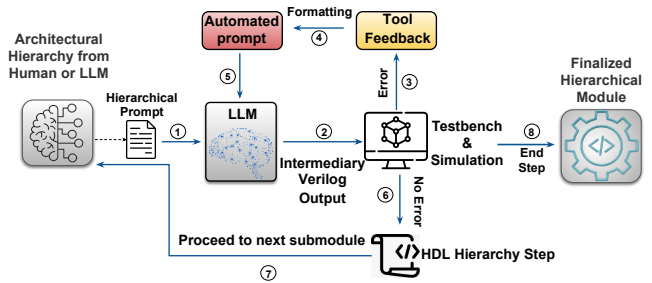 Formatting
Automated
prompt
④
Tool
Feedback
Architectural
Hierarchy from
Human or LLM
⑤
Error
③
Finalized
Hierarchical
Module
Hierarchical
Prompt
①
LLM
②
Intermediary
Verilog
Output
Testbench
&
Simulation
⑧
End
Step
⑥
No Error
Proceed to next submodule
HDL Hierarchy Step
⑦